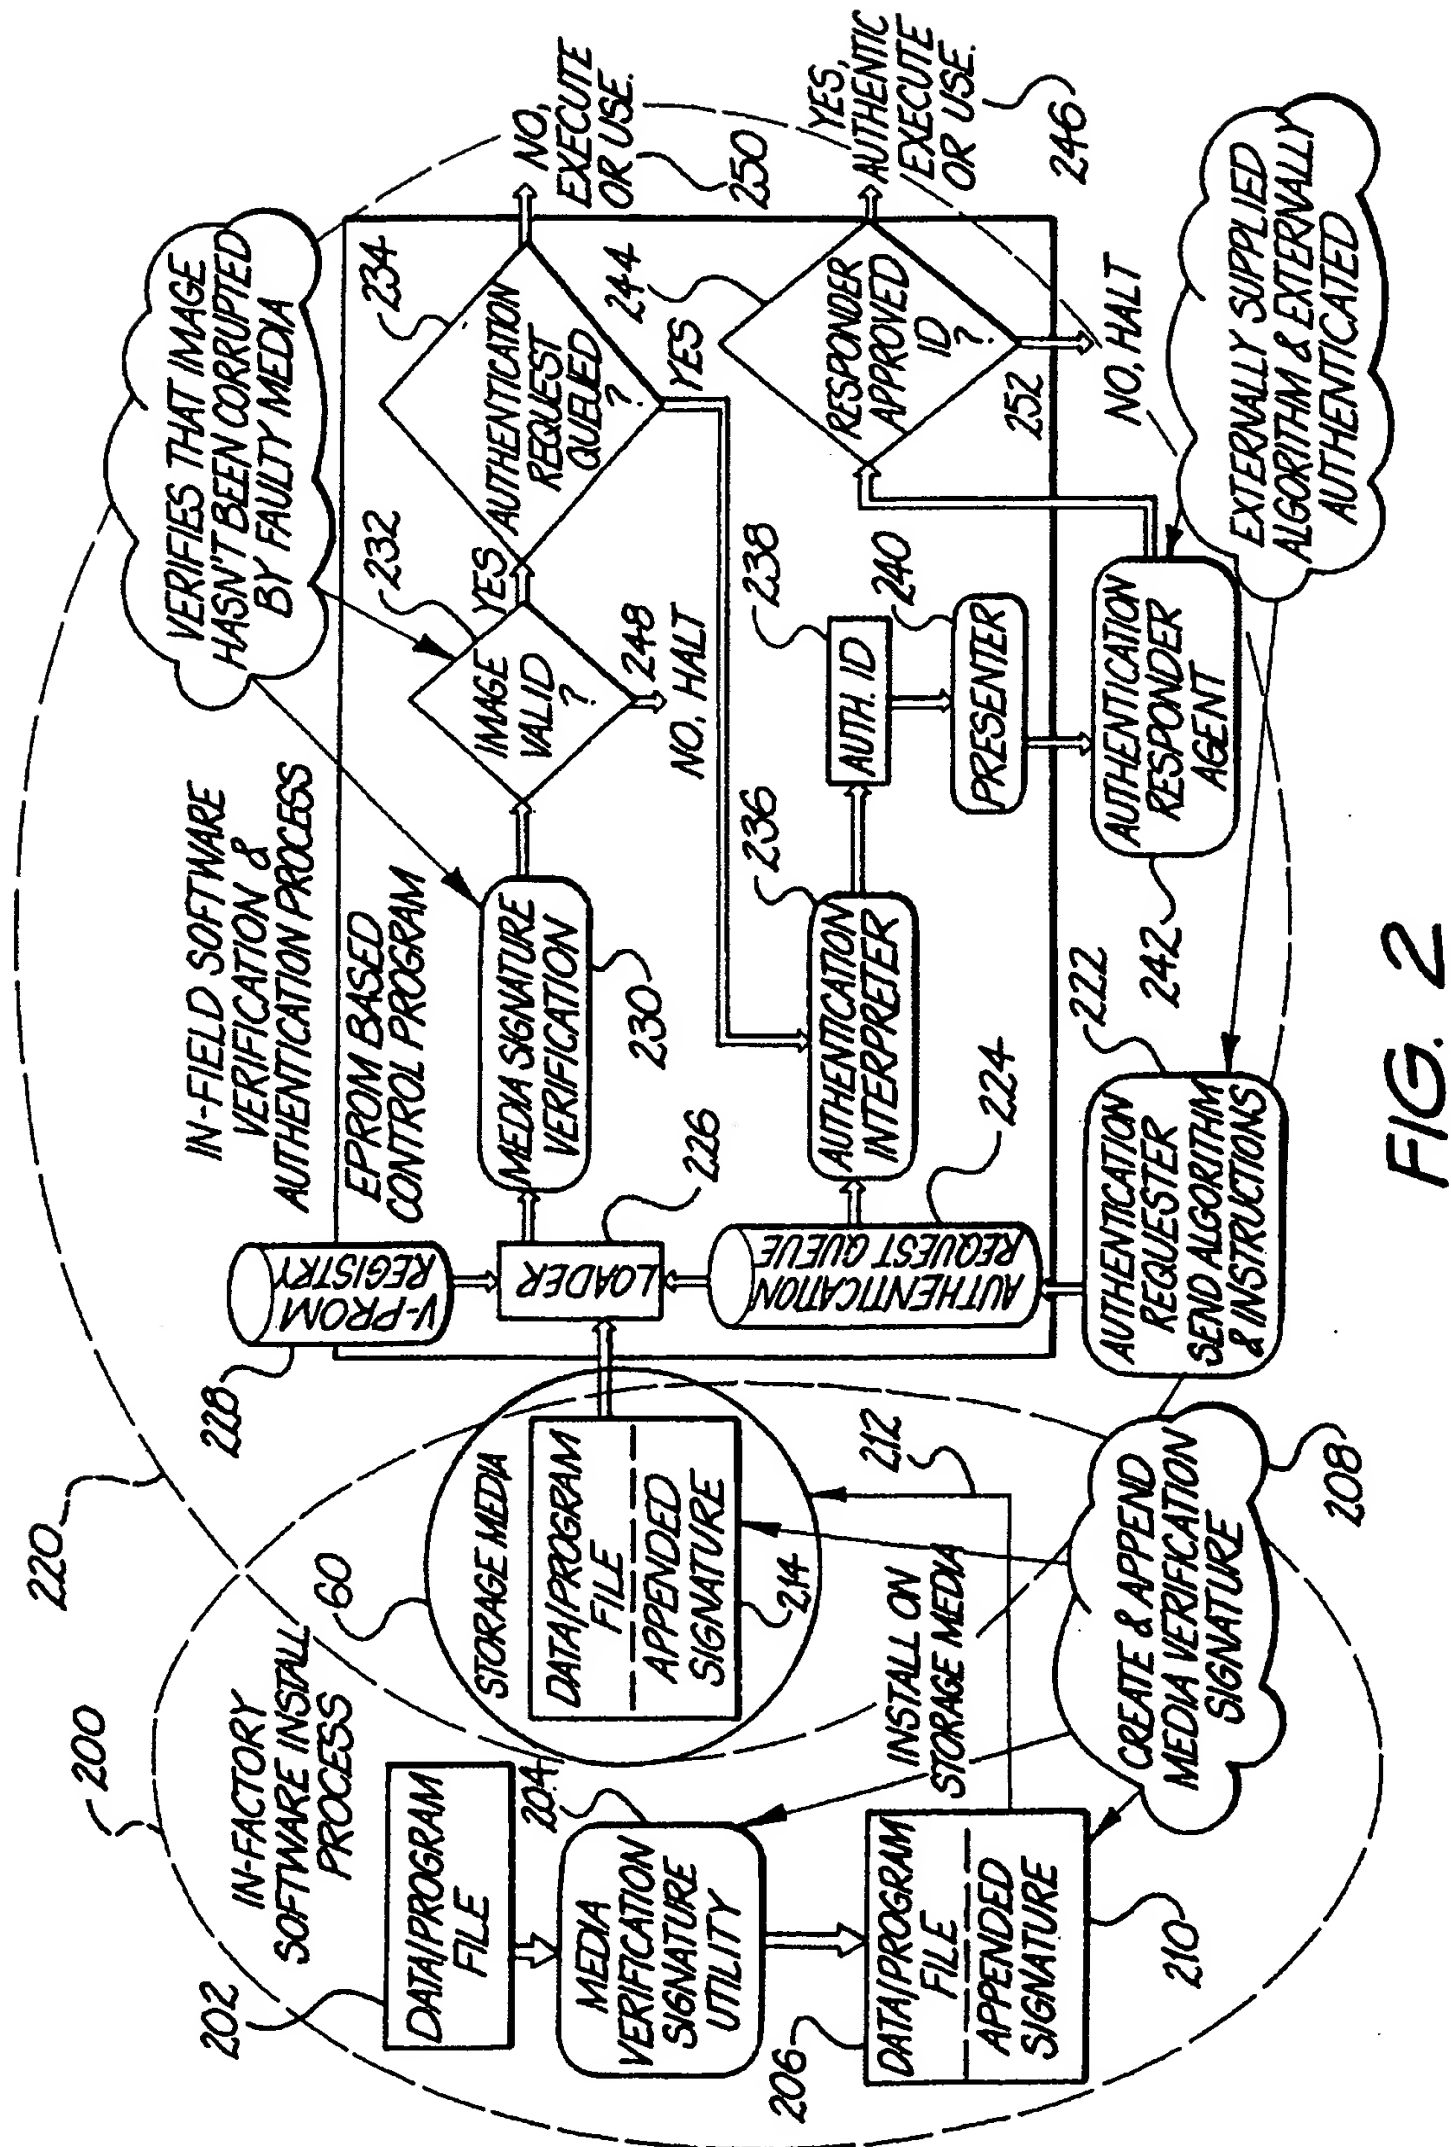 200
IN-FACTORY
SOFTWARE INSTALL
PROCESS
202
DATA/PROGRAM
FILE
204
MEDIA
VERIFICATION
SIGNATURE
UTILITY
206
DATA/PROGRAM
FILE
APPENDED
SIGNATURE
210
INSTALL ON
STORAGE MEDIA
212
CREATE & APPEND
MEDIA VERIFICATION
SIGNATURE
208
60
STORAGE MEDIA
DATA/PROGRAM
FILE
APPENDED
SIGNATURE
214
220
IN-FIELD SOFTWARE
VERIFICATION &
AUTHENTICATION PROCESS
228
V-PROM
REGISTRY
EPROM BASED
CONTROL PROGRAM
LOADER
226
AUTHENTICATION
REQUEST QUEUE
224
AUTHENTICATION
REQUESTER
SEND ALGORITHM
& INSTRUCTIONS
222
MEDIA SIGNATURE
VERIFICATION
230
VERIFIES THAT IMAGE
HASN'T BEEN CORRUPTED
BY FAULTY MEDIA
232
IMAGE
VALID
?
YES
248
NO, HALT
234
AUTHENTICATION
REQUEST
QUEUED
?
YES
NO,
EXECUTE
OR USE.
250
AUTHENTICATION
INTERPRETER
236
AUTH. ID
238
PRESENTER
240
AUTHENTICATION
RESPONDER
AGENT
242
244
RESPONDER
APPROVED
ID
?
252
NO, HALT
YES,
AUTHENTIC
EXECUTE
OR USE.
246
EXTERNALLY SUPPLIED
ALGORITHM & EXTERNALLY
AUTHENTICATED
FIG. 2